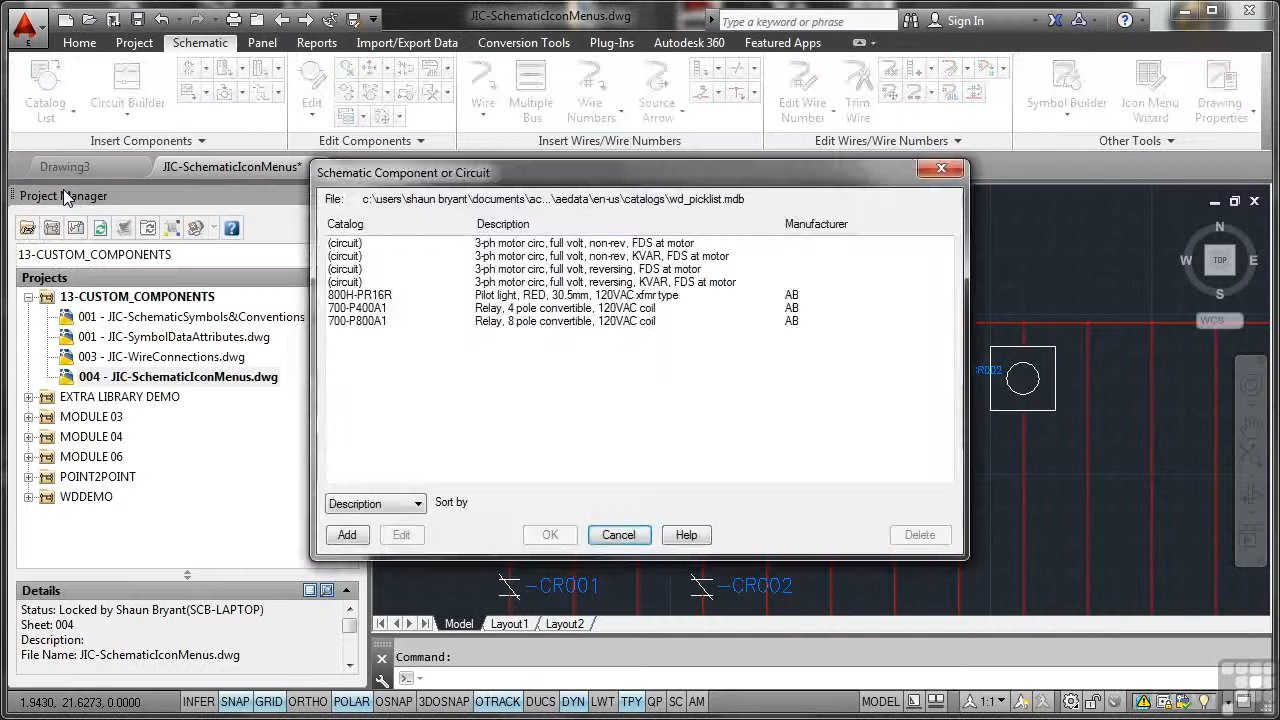 JIC-SchematicIconMenus.dwg
Type a keyword or phrase
Sign In
E
Home Project Schematic Panel Reports Import/Export Data Conversion Tools Plug-Ins Autodesk 360 Featured Apps
Catalog List
Circuit Builder
Edit
Wire
Multiple Bus
Wire Numbers
Source Arrow
Edit Wire Number
Trim Wire
Symbol Builder
Icon Menu Wizard
Drawing Properties
Insert Components
Edit Components
Insert Wires/Wire Numbers
Edit Wires/Wire Numbers
Other Tools
Drawing3
JIC-SchematicIconMenus*
Project Manager
13-CUSTOM_COMPONENTS
Projects
13-CUSTOM_COMPONENTS
001 - JIC-SchematicSymbols&Conventions
001 - JIC-SymbolDataAttributes.dwg
003 - JIC-WireConnections.dwg
004 - JIC-SchematicIconMenus.dwg
EXTRA LIBRARY DEMO
MODULE 03
MODULE 04
MODULE 06
POINT2POINT
WDDEMO
Details
Status: Locked by Shaun Bryant(SCB-LAPTOP)
Sheet: 004
Description:
File Name: JIC-SchematicIconMenus.dwg
Schematic Component or Circuit
File: c:\users\shaun bryant\documents\ac...\aedata\en-us\catalogs\wd_picklist.mdb
Catalog Description Manufacturer
(circuit) 3-ph motor circ, full volt, non-rev, FDS at motor
(circuit) 3-ph motor circ, full volt, non-rev, KVAR, FDS at motor
(circuit) 3-ph motor circ, full volt, reversing, FDS at motor
(circuit) 3-ph motor circ, full volt, reversing, KVAR, FDS at motor
800H-PR16R Pilot light, RED, 30.5mm, 120VAC xfmr type AB
700-P400A1 Relay, 4 pole convertible, 120VAC coil AB
700-P800A1 Relay, 8 pole convertible, 120VAC coil AB
Description Sort by
Add Edit OK Cancel Help Delete
N
W TOP E
S
WCS
CR002
-CR001
-CR002
Model Layout1 Layout2
Command:
1.9430, 21.6273, 0.0000
INFER SNAP GRID ORTHO POLAR OSNAP 3DOSNAP OTRACK DUCS DYN LWT TPY QP SC AM
MODEL
1:1